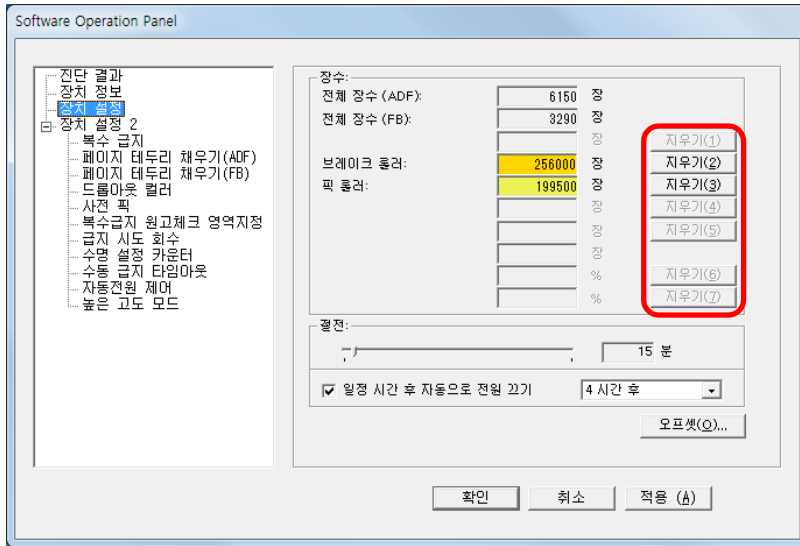 Software Operation Panel
진단 결과
장치 정보
장치 설정
장치 설정 2
복수 급지
페이지 테두리 채우기(ADF)
페이지 테두리 채우기(FB)
드롭아웃 컬러
사전 픽
복수급지 원고체크 영역지정
급지 시도 회수
수명 설정 카운터
수동 급지 타임아웃
자동전원 제어
높은 고도 모드
장수:
전체 장수 (ADF): 6150 장
전체 장수 (FB): 3290 장
장 지우기(1)
브레이크 롤러: 256000 장 지우기(2)
픽 롤러: 199500 장 지우기(3)
장 지우기(4)
장 지우기(5)
장
% 지우기(6)
% 지우기(7)
절전:
15 분
일정 시간 후 자동으로 전원 끄기 4 시간 후
오프셋(O)...
확인 취소 적용 (A)